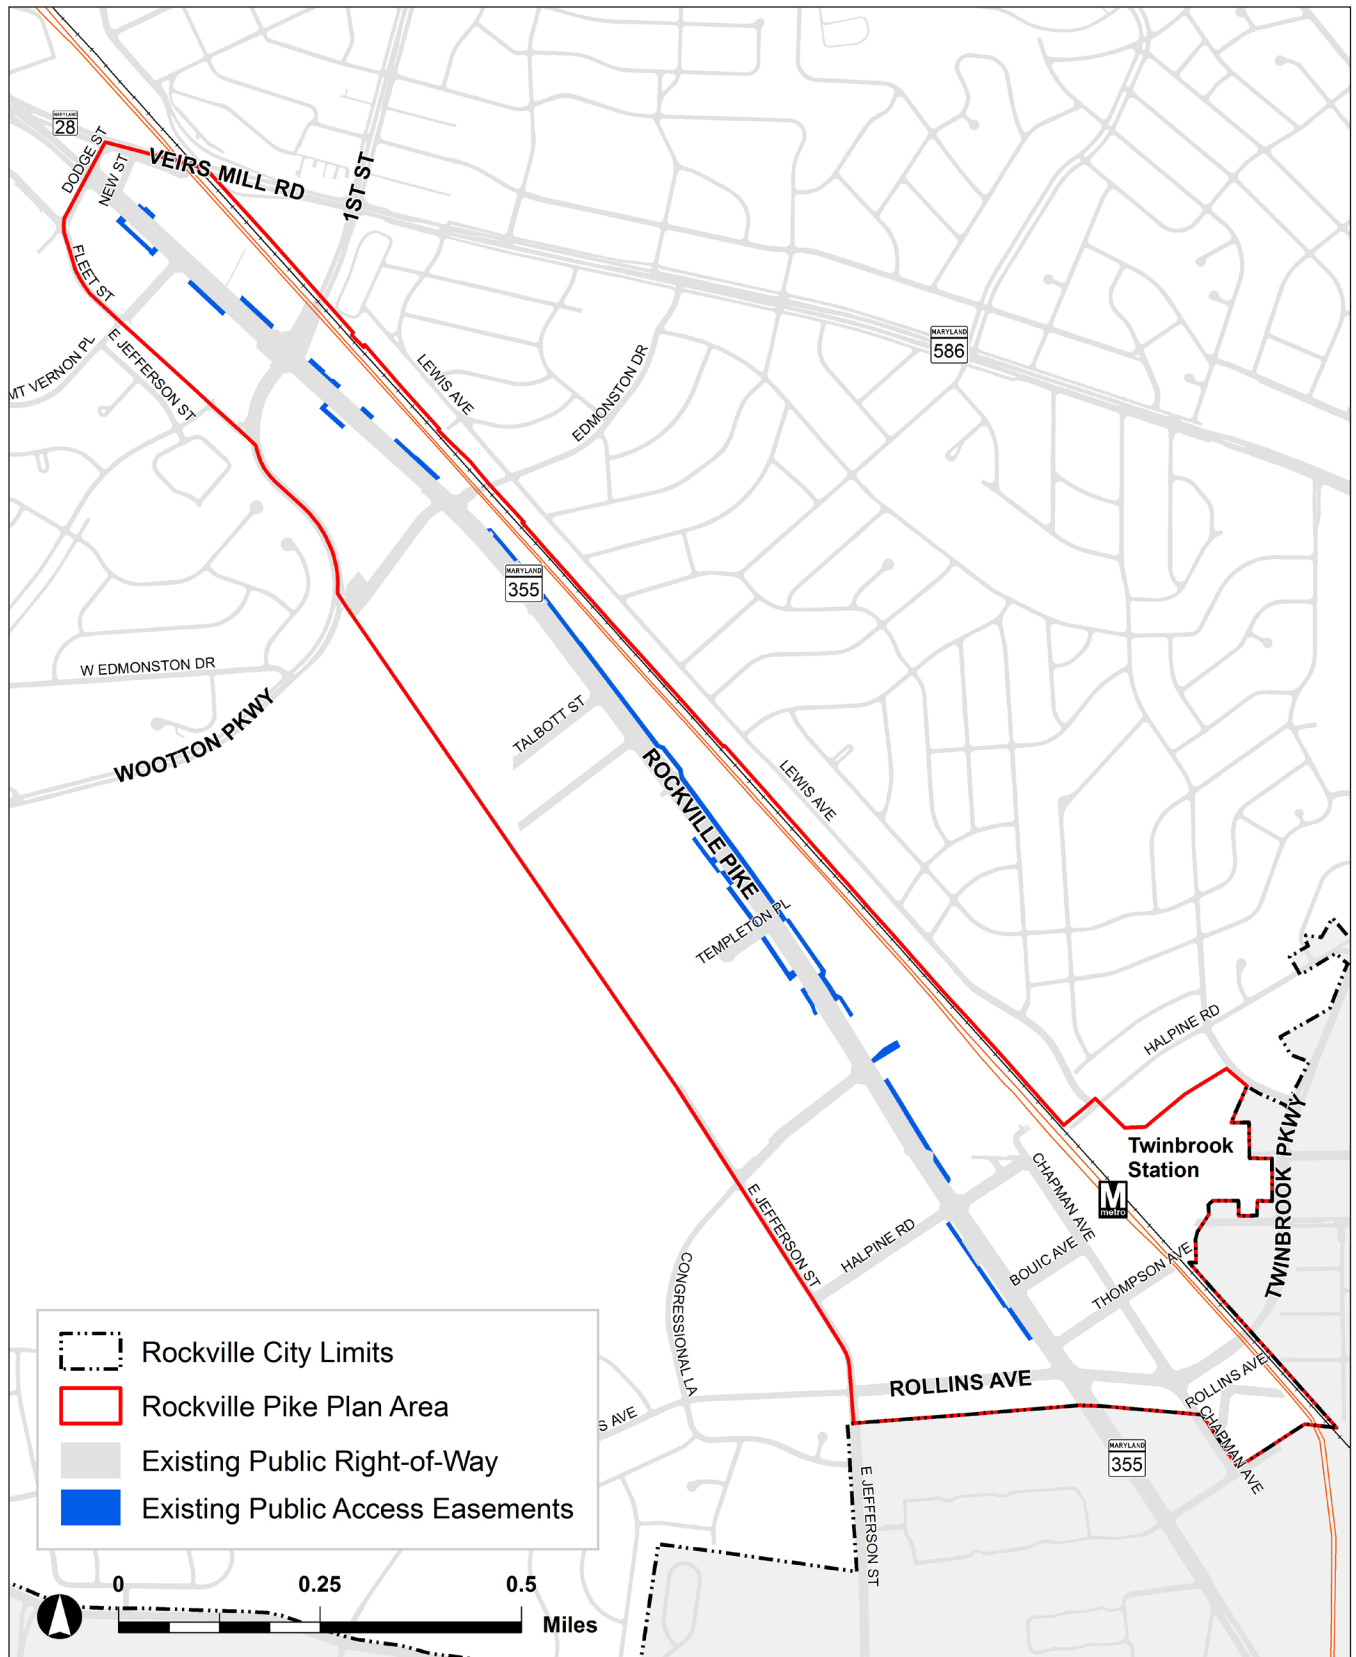 MARYLAND
28
DODGE ST
NEW ST
VEIRS MILL RD
1ST ST
FLEET ST
MT VERNON PL
E JEFFERSON ST
LEWIS AVE
EDMONSTON DR
MARYLAND
586
MARYLAND
355
W EDMONSTON DR
WOOTTON PKWY
TALBOTT ST
ROCKVILLE PIKE
LEWIS AVE
TEMPLETON PL
HALPINE RD
TWINBROOK PKWY
Twinbrook
Station
M
metro
CHAPMAN AVE
E JEFFERSON ST
HALPINE RD
BOUIC AVE
THOMPSON AVE
CONGRESSIONAL LA
ROLLINS AVE
ROLLINS AVE
S AVE
CHAPMAN AVE
MARYLAND
355
E JEFFERSON ST
Rockville City Limits
Rockville Pike Plan Area
Existing Public Right-of-Way
Existing Public Access Easements
0 0.25 0.5
Miles